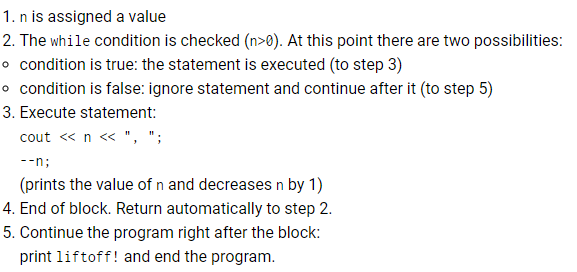 1. n is assigned a value
2. The while condition is checked (n>0). At this point there are two possibilities:
∘ condition is true: the statement is executed (to step 3)
∘ condition is false: ignore statement and continue after it (to step 5)
3. Execute statement:
cout << n << ", ";
--n;
(prints the value of n and decreases n by 1)
4. End of block. Return automatically to step 2.
5. Continue the program right after the block:
print liftoff! and end the program.